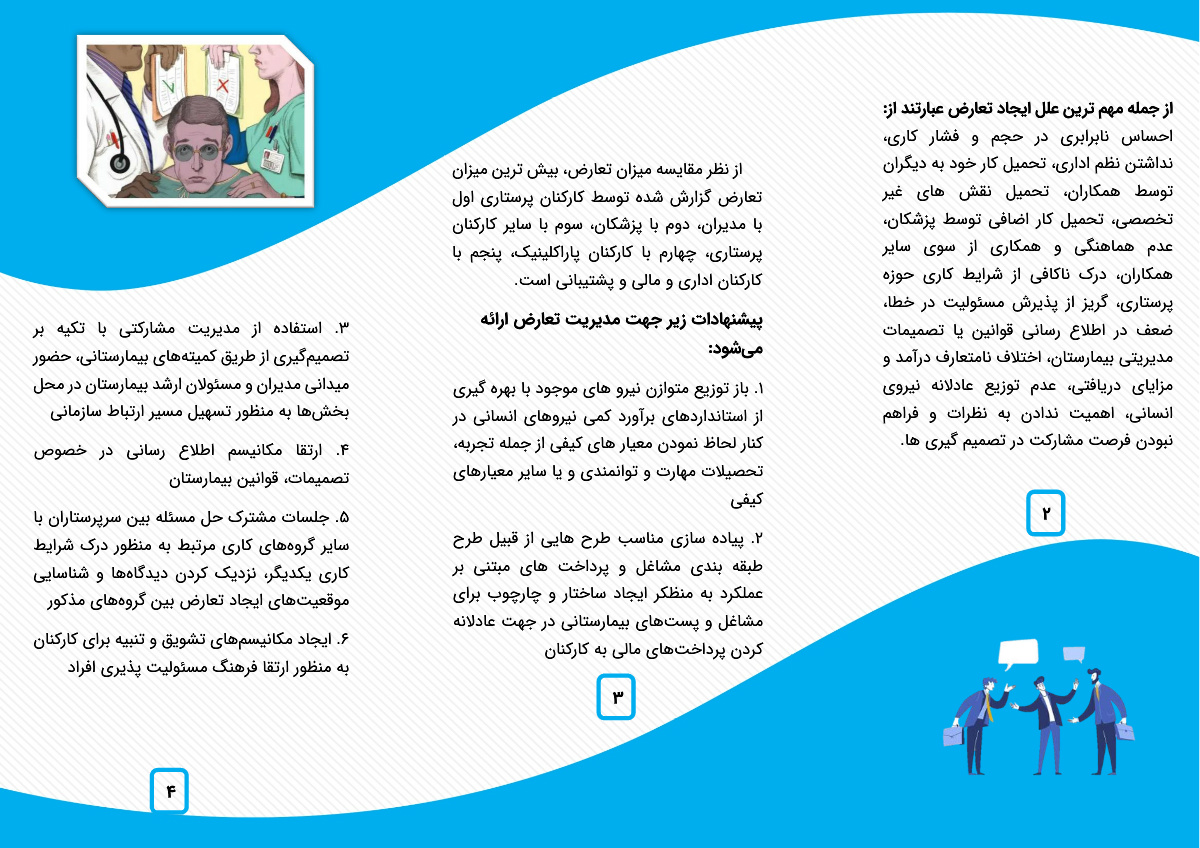 از جمله مهم ترین علل ایجاد تعارض عبارتند از:
احساس نابرابری در حجم و فشار کاری،
نداشتن نظم اداری، تحمیل کار خود به دیگران
توسط همکاران، تحمیل نقش های غیر
تخصصی، تحمیل کار اضافی توسط پزشکان،
عدم هماهنگی و همکاری از سوی سایر
همکاران، درک ناکافی از شرایط کاری حوزه
پرستاری، گریز از پذیرش مسئولیت در خطا،
ضعف در اطلاع رسانی قوانین یا تصمیمات
مدیریتی بیمارستان، اختلاف نامتعارف درآمد و
مزایای دریافتی، عدم توزیع عادلانه نیروی
انسانی، اهمیت ندادن به نظرات و فراهم
نبودن فرصت مشارکت در تصمیم گیری ها.
۲
از نظر مقایسه میزان تعارض، بیش ترین میزان
تعارض گزارش شده توسط کارکنان پرستاری اول
با مدیران، دوم با پزشکان، سوم با سایر کارکنان
پرستاری، چهارم با کارکنان پاراکلینیک، پنجم با
کارکنان اداری و مالی و پشتیبانی است.
پیشنهادات زیر جهت مدیریت تعارض ارائه
می‌شود:
۱. باز توزیع متوازن نیرو های موجود با بهره گیری
از استانداردهای برآورد کمی نیروهای انسانی در
کنار لحاظ نمودن معیار های کیفی از جمله تجربه،
تحصیلات مهارت و توانمندی و یا سایر معیارهای
کیفی
۲. پیاده سازی مناسب طرح هایی از قبیل طرح
طبقه بندی مشاغل و پرداخت های مبتنی بر
عملکرد به منظکر ایجاد ساختار و چارچوب برای
مشاغل و پست‌های بیمارستانی در جهت عادلانه
کردن پرداخت‌های مالی به کارکنان
۳
۳. استفاده از مدیریت مشارکتی با تکیه بر
تصمیم‌گیری از طریق کمیته‌های بیمارستانی، حضور
میدانی مدیران و مسئولان ارشد بیمارستان در محل
بخش‌ها به منظور تسهیل مسیر ارتباط سازمانی
۴. ارتقا مکانیسم اطلاع رسانی در خصوص
تصمیمات، قوانین بیمارستان
۵. جلسات مشترک حل مسئله بین سرپرستاران با
سایر گروه‌های کاری مرتبط به منظور درک شرایط
کاری یکدیگر، نزدیک کردن دیدگاه‌ها و شناسایی
موقعیت‌های ایجاد تعارض بین گروه‌های مذکور
۶. ایجاد مکانیسم‌های تشویق و تنبیه برای کارکنان
به منظور ارتقا فرهنگ مسئولیت پذیری افراد
۴